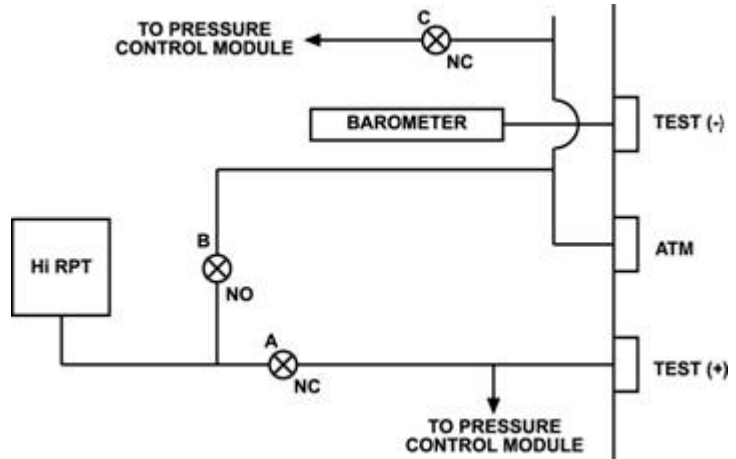 C
TO PRESSURE
CONTROL MODULE
NC
BAROMETER
TEST (-)
B
Hi RPT
NO
ATM
A
NC
TEST (+)
TO PRESSURE
CONTROL MODULE